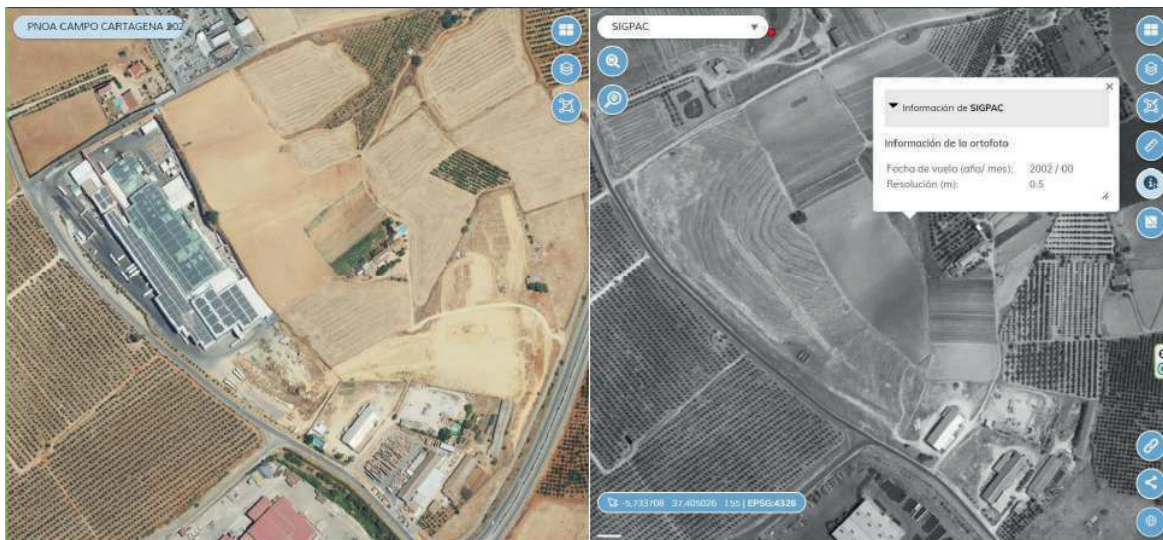 PNOA CAMPO CARTAGENA 202
SIGPAC
Información de SIGPAC
Información de la ortofoto
Fecha de vuelo (año/ mes): 2002 / 00
Resolución (m): 0.5
-5,733708 37,405026 155 | EPSG:4326